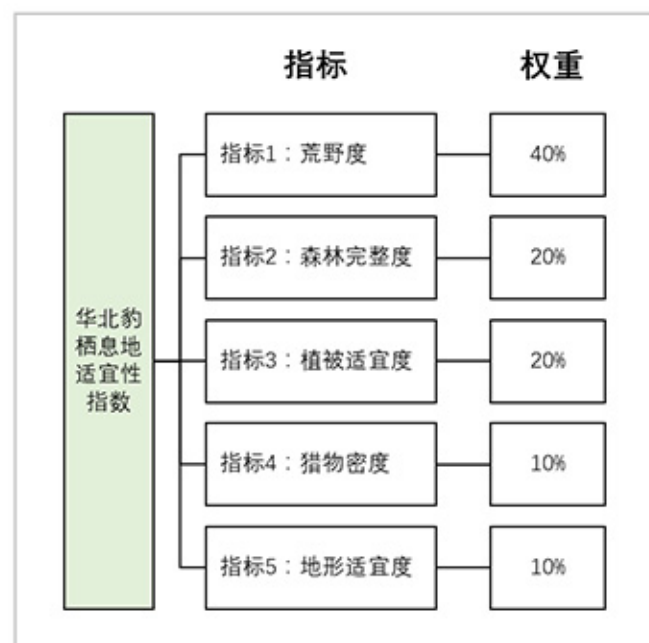 指标 权重
华北豹
栖息地
适宜性
指数
指标1：荒野度 40%
指标2：森林完整度 20%
指标3：植被适宜度 20%
指标4：猎物密度 10%
指标5：地形适宜度 10%